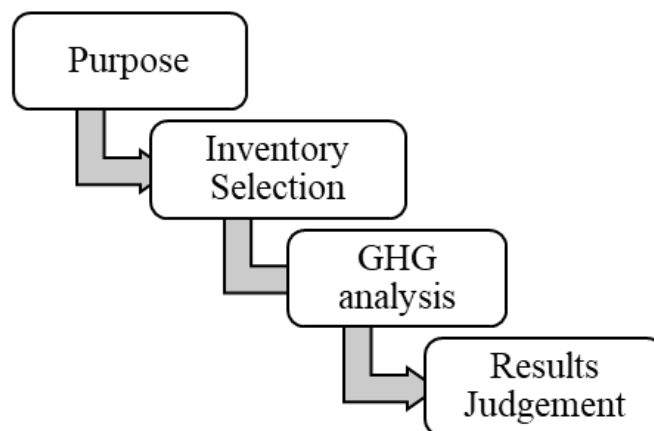 Purpose
Inventory
Selection
GHG
analysis
Results
Judgement